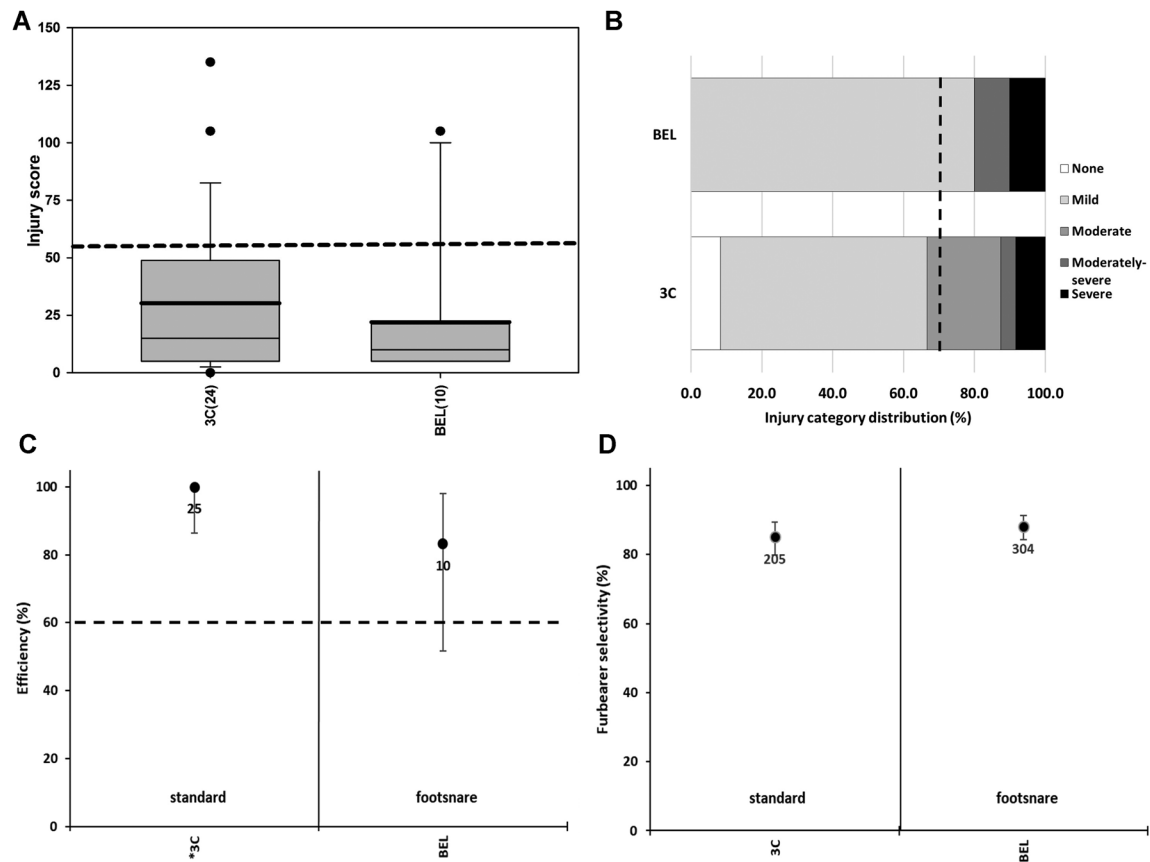 A
150
125
100
75
50
25
0
Injury score
3C(24)
BEL(10)
B
BEL
3C
0.0 20.0 40.0 60.0 80.0 100.0
Injury category distribution (%)
None
Mild
Moderate
Moderately-
severe
Severe
C
100
80
60
40
20
0
Efficiency (%)
25
10
standard footsnare
*3C
BEL
D
100
80
60
40
20
0
Furbearer selectivity (%)
205
304
standard footsnare
3C
BEL